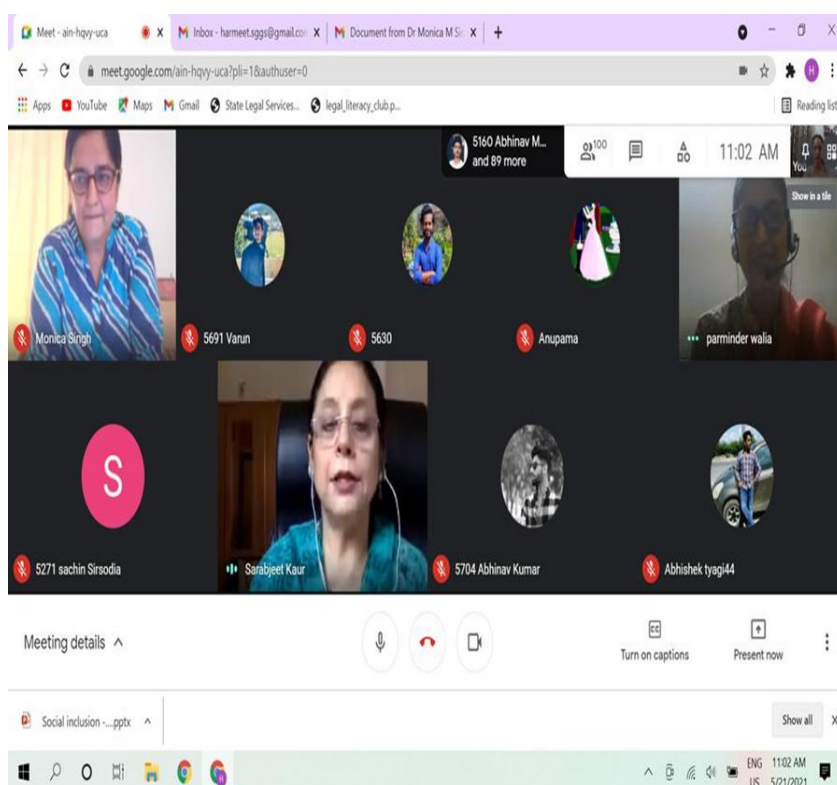 Meet - ain-hqvy-uca
Inbox - harmeet.sggs@gmail.con
Document from Dr Monica M Sin
meet.google.com/ain-hqvy-uca?pli=1&authuser=0
Apps YouTube Maps Gmail State Legal Services... legal_literacy_club.p... Reading list
5160 Abhinav M...
and 89 more
100
11:02 AM
You
Show in a tile
Monica Singh
5691 Varun
5630
Anupama
parminder walia
S
5271 sachin Sirsodia
Sarabjeet Kaur
5704 Abhinav Kumar
Abhishek tyagi44
Meeting details
Turn on captions
Present now
Social inclusion -....pptx
Show all
ENG 11:02 AM
US 5/21/2021